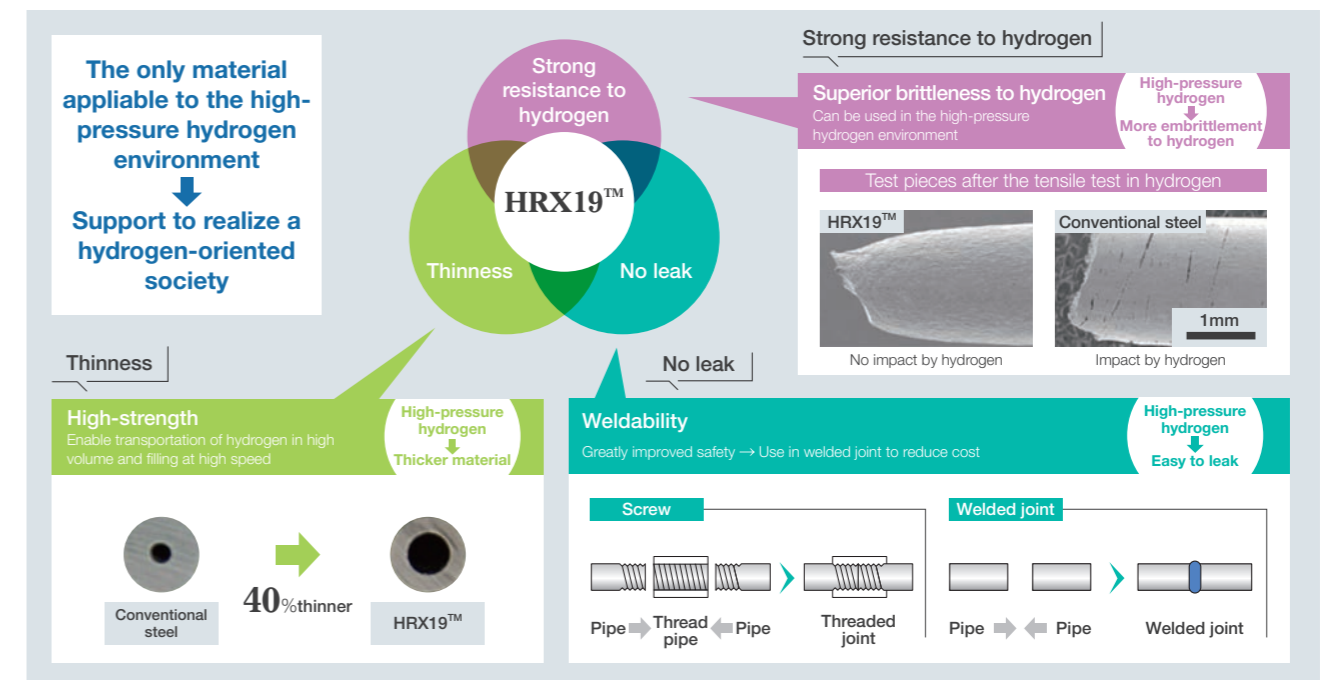 The only material
appliable to the high-
pressure hydrogen
environment
Support to realize a
hydrogen-oriented
society
Strong
resistance to
hydrogen
HRX19™
Thinness
No leak
Strong resistance to hydrogen
Superior brittleness to hydrogen
Can be used in the high-pressure
hydrogen environment
High-pressure
hydrogen
More embrittlement
to hydrogen
Test pieces after the tensile test in hydrogen
HRX19™
Conventional steel
1mm
No impact by hydrogen
Impact by hydrogen
Thinness
High-strength
Enable transportation of hydrogen in high
volume and filling at high speed
High-pressure
hydrogen
Thicker material
Conventional
steel
40%thinner
HRX19™
No leak
Weldability
Greatly improved safety → Use in welded joint to reduce cost
High-pressure
hydrogen
Easy to leak
Screw
Pipe
Thread
pipe
Pipe
Threaded
joint
Welded joint
Pipe
Pipe
Welded joint